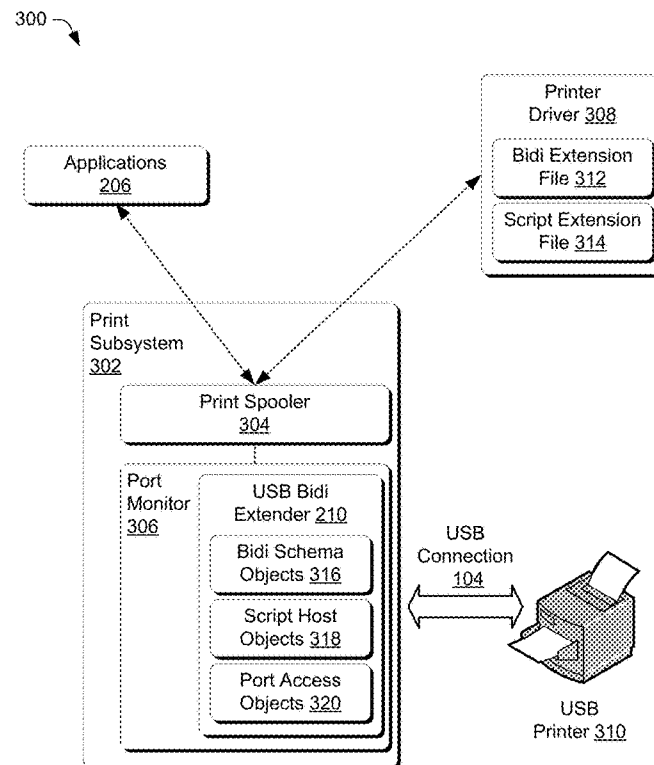 300
Printer
Driver 308
Bidi Extension
File 312
Script Extension
File 314
Applications
206
Print
Subsystem
302
Print Spooler
304
Port
Monitor
306
USB Bidi
Extender 210
Bidi Schema
Objects 316
Script Host
Objects 318
Port Access
Objects 320
USB
Connection
104
USB
Printer 310